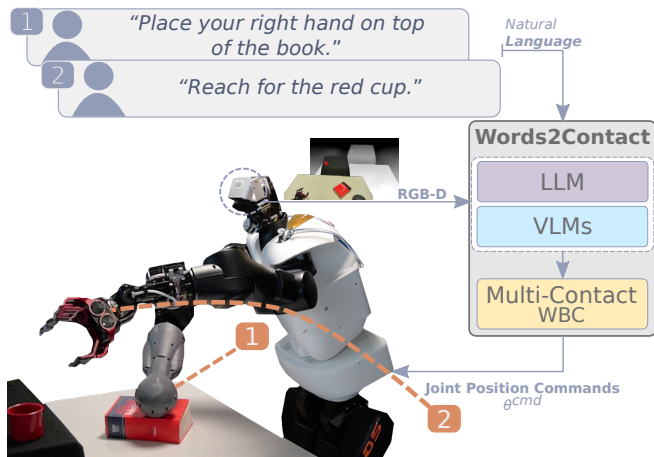 1
“Place your right hand on top
of the book.”
2
“Reach for the red cup.”
Natural
Language
Words2Contact
LLM
VLMs
RGB-D
Multi-Contact
WBC
1
2
Joint Position Commands
θcmd